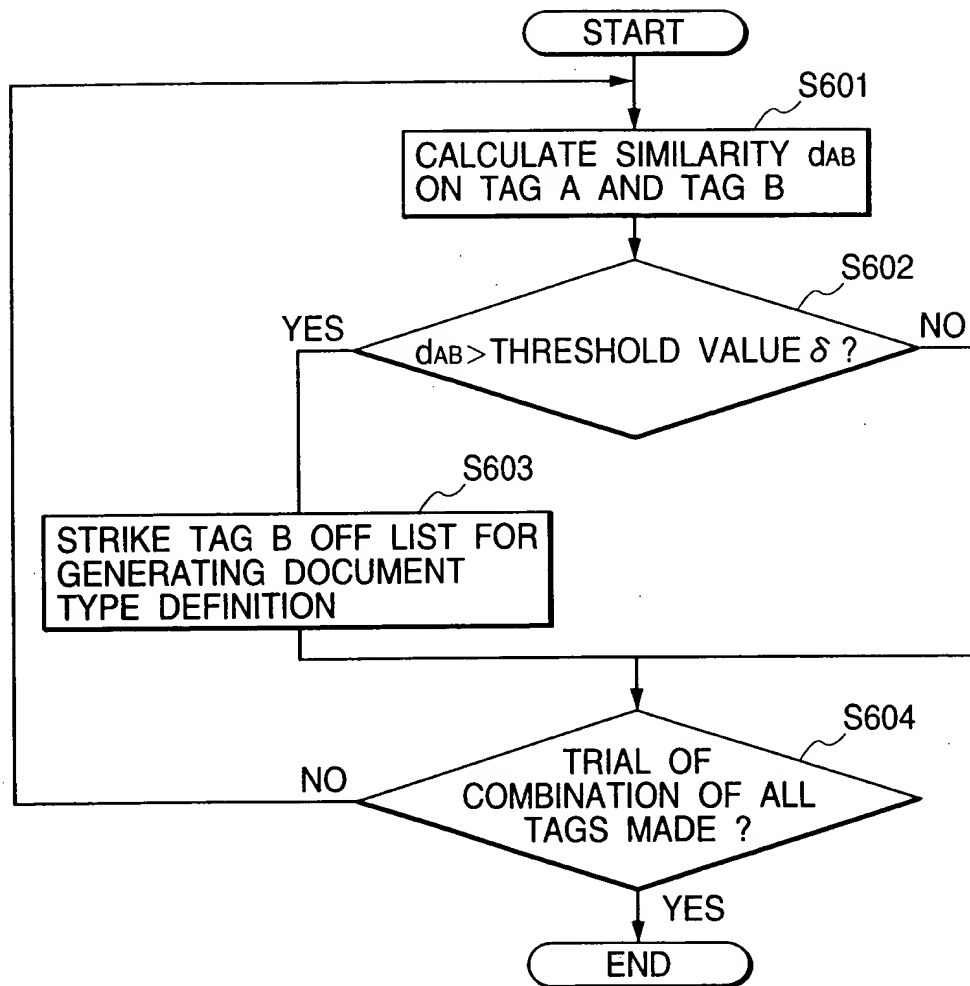 START
S601
CALCULATE SIMILARITY dAB
ON TAG A AND TAG B
S602
YES
NO
dAB>THRESHOLD VALUE δ ?
S603
STRIKE TAG B OFF LIST FOR
GENERATING DOCUMENT
TYPE DEFINITION
S604
NO
TRIAL OF
COMBINATION OF ALL
TAGS MADE ?
YES
END